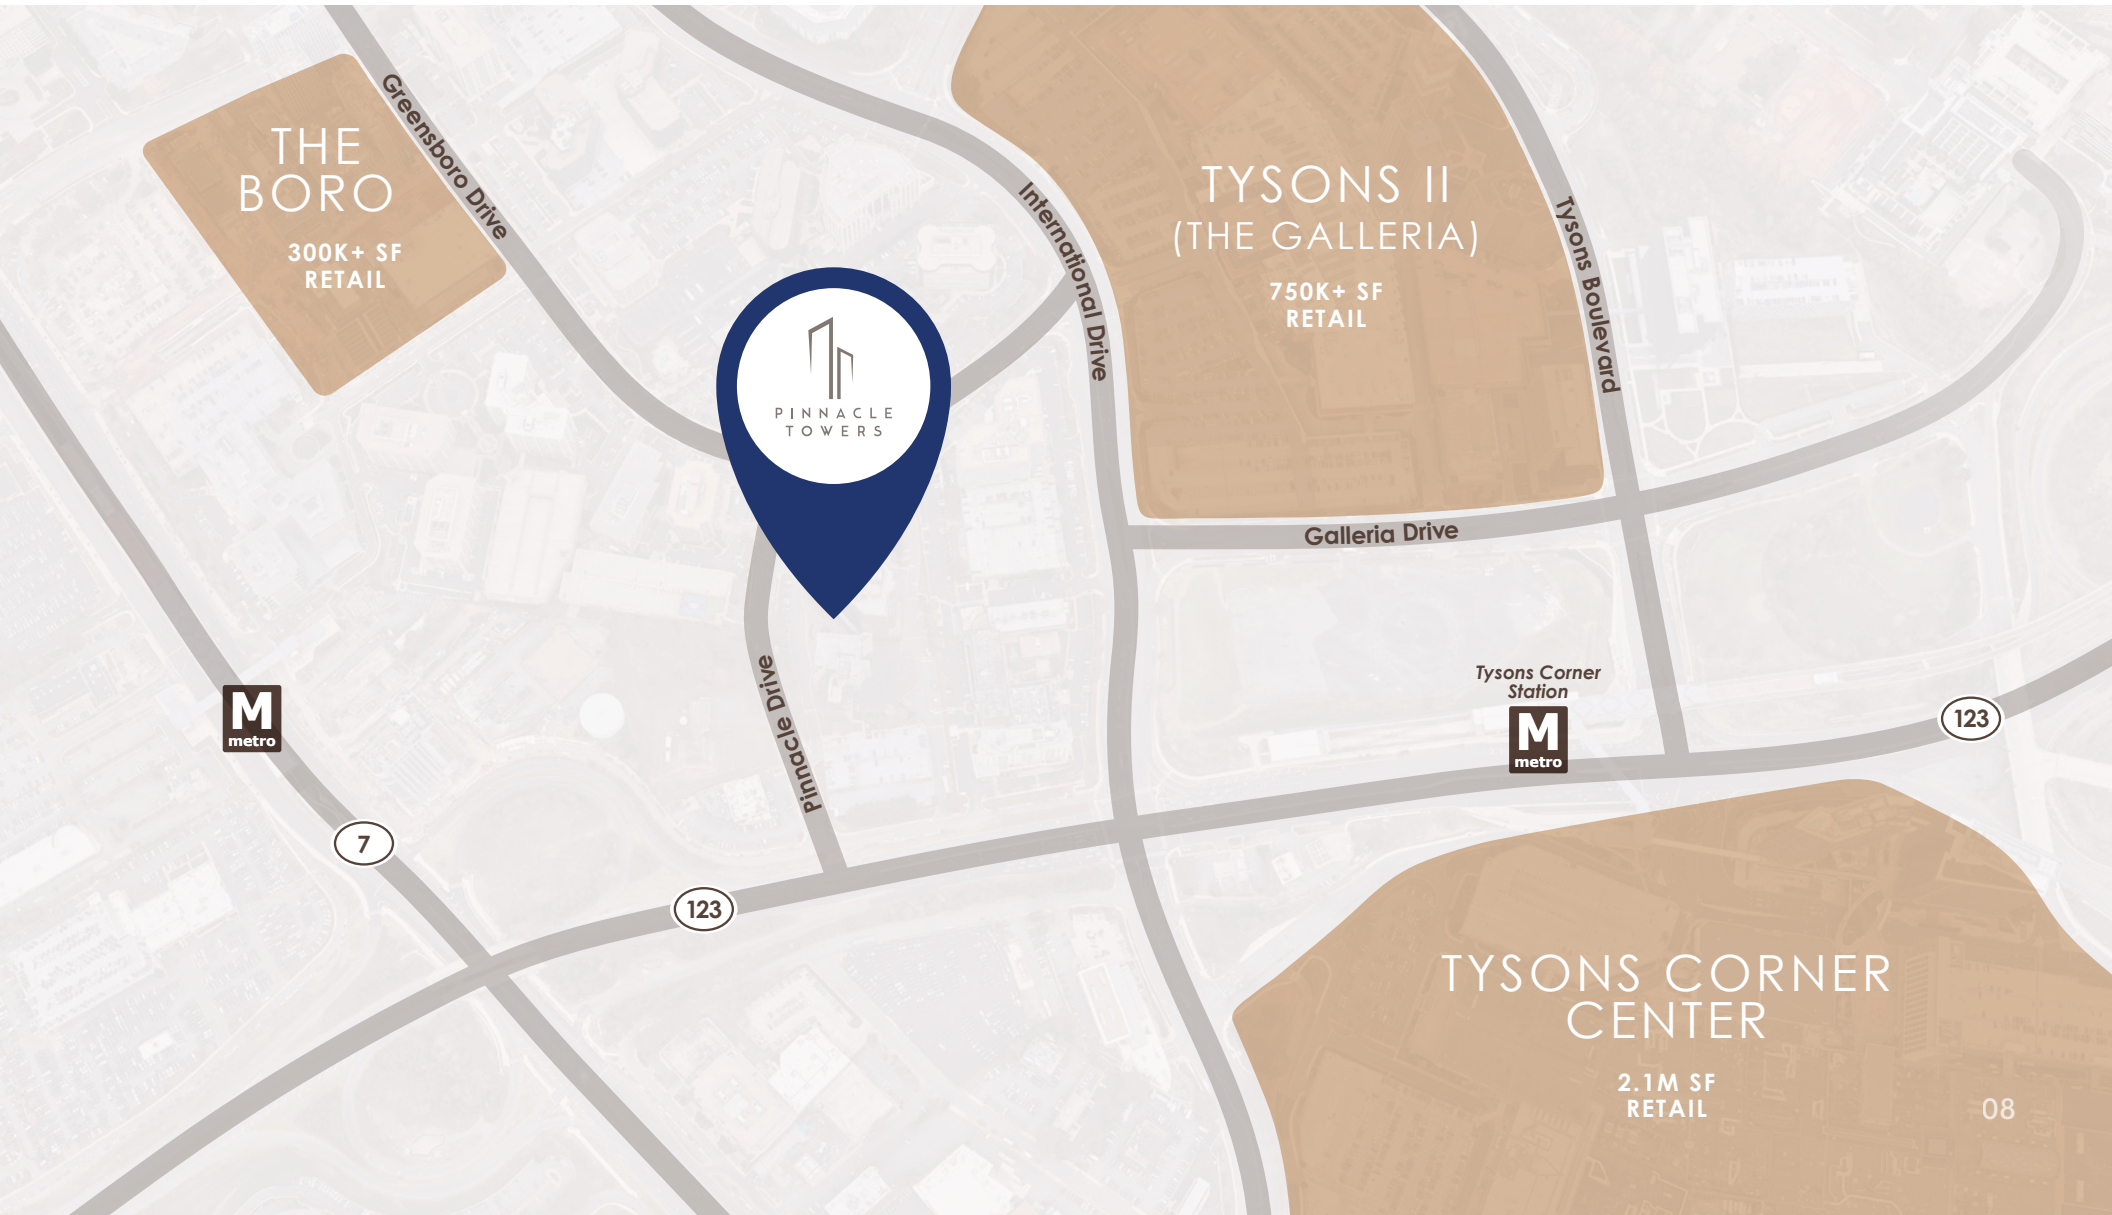 THE
BORO
300K+ SF
RETAIL
Greensboro Drive
International Drive
TYSONS II
(THE GALLERIA)
750K+ SF
RETAIL
Tysons Boulevard
PINNACLE
TOWERS
Galleria Drive
Pinnacle Drive
Tysons Corner
Station
M
metro
M
metro
123
7
123
TYSONS CORNER
CENTER
2.1M SF
RETAIL
08